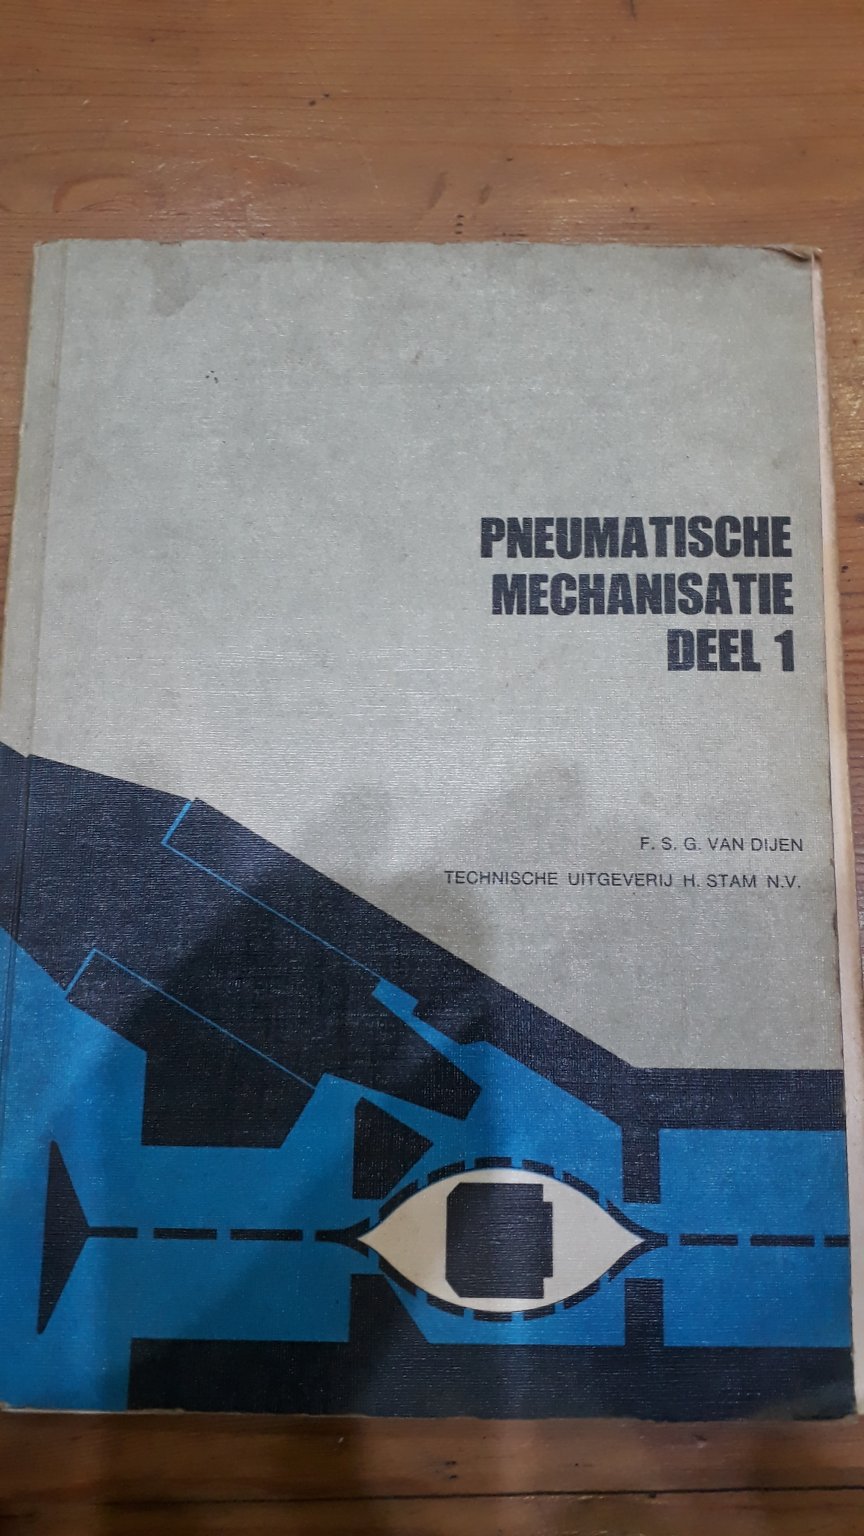 PNEUMATISCHE
MECHANISATIE
DEEL 1
F. S. G. VAN DIJEN
TECHNISCHE UITGEVERIJ H. STAM N.V.